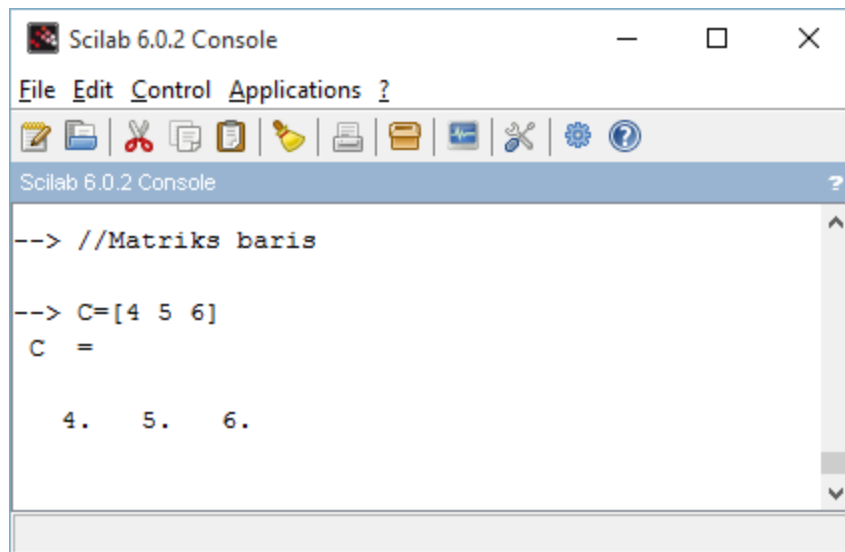 Scilab 6.0.2 Console
File Edit Control Applications ?
Scilab 6.0.2 Console ?
--> //Matriks baris
--> C=[4 5 6]
C =
4. 5. 6.